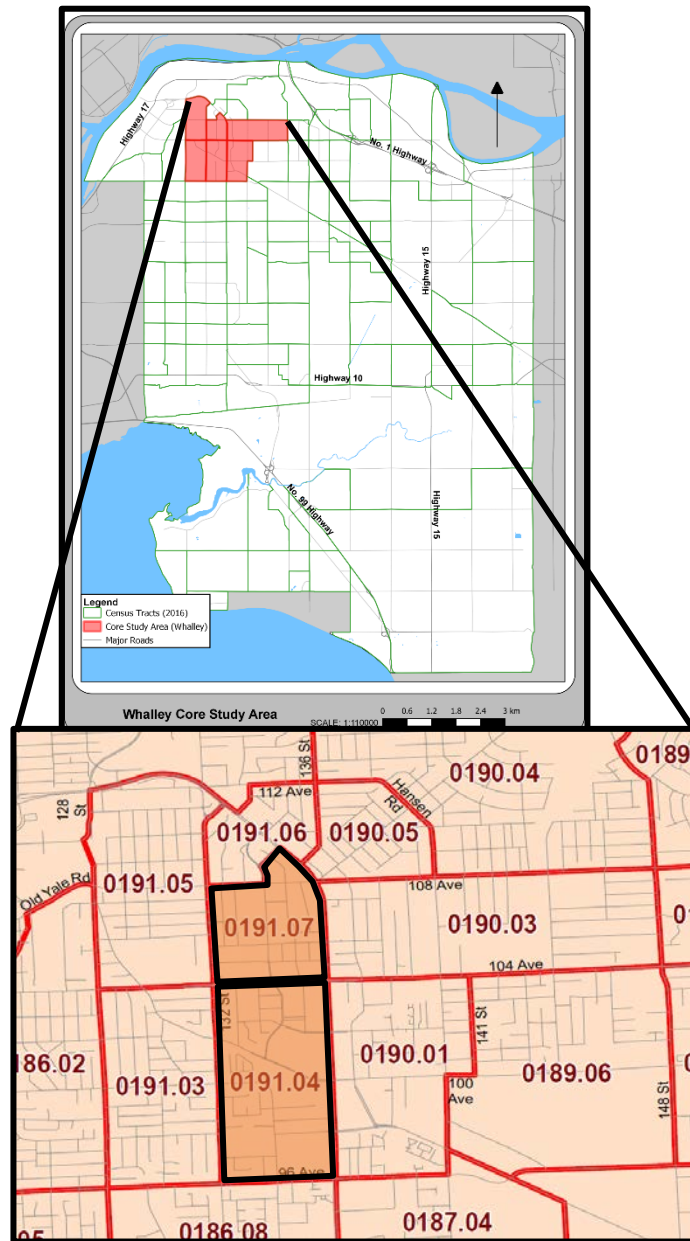 Highway 17
No. 1 Highway
Highway 15
Highway 10
No. 99 Highway
Highway 15
Legend
Census Tracts (2016)
Core Study Area (Whalley)
Major Roads
Whalley Core Study Area
SCALE: 1:110000
0 0.6 1.2 1.8 2.4 3 km
136 St
0190.04
0189
128 St
112 Ave
Hansen Rd
0191.06
0190.05
0191.05
Old Yale Rd
108 Ave
0191.07
0190.03
01
104 Ave
132 St
141 St
186.02
0191.03
0191.04
0190.01
100 Ave
0189.06
148 St
0
96 Ave
05
0186.08
0187.04